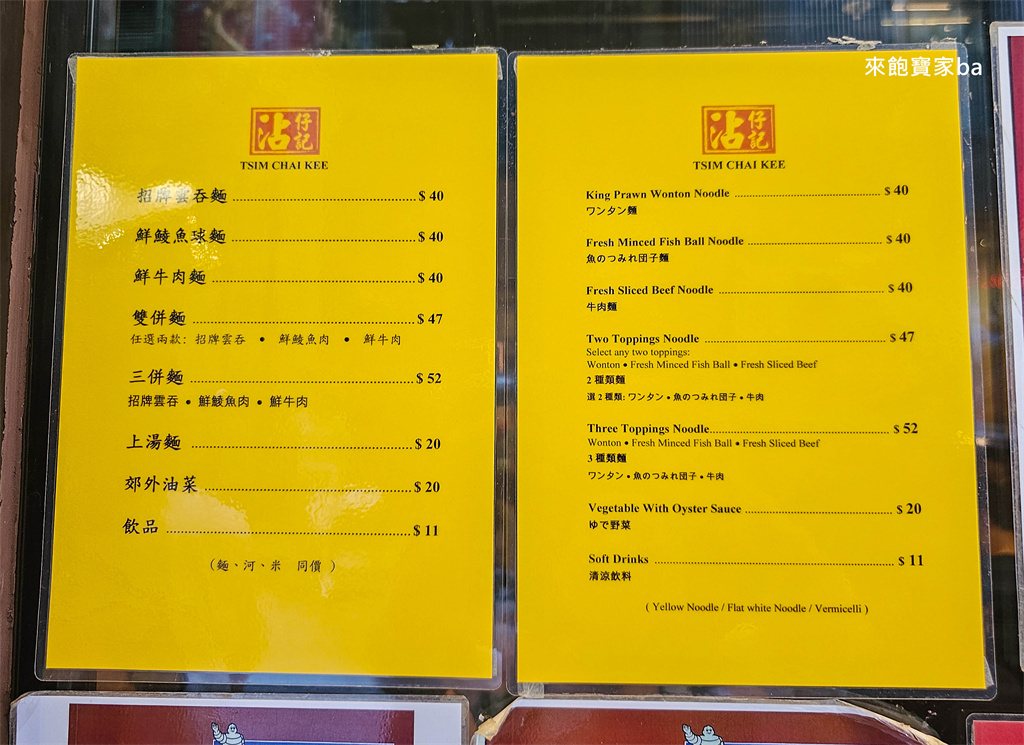 來飽寶家ba
沾仔記
TSIM CHAI KEE
招牌雲吞麵 $ 40
鮮鯪魚球麵 $ 40
鮮牛肉麵 $ 40
雙併麵 $ 47
任選兩款: 招牌雲吞 • 鮮鯪魚肉 • 鮮牛肉
三併麵 $ 52
招牌雲吞 • 鮮鯪魚肉 • 鮮牛肉
上湯麵 $ 20
郊外油菜 $ 20
飲品 $ 11
(麵、河、米 同價 )
沾仔記
TSIM CHAI KEE
King Prawn Wonton Noodle $ 40
ワンタン麵
Fresh Minced Fish Ball Noodle $ 40
魚のつみれ団子麵
Fresh Sliced Beef Noodle $ 40
牛肉麵
Two Toppings Noodle $ 47
Select any two toppings:
Wonton • Fresh Minced Fish Ball • Fresh Sliced Beef
2 種類麵
選 2 種類: ワンタン • 魚のつみれ団子 • 牛肉
Three Toppings Noodle $ 52
Wonton • Fresh Minced Fish Ball • Fresh Sliced Beef
3 種類麵
ワンタン • 魚のつみれ団子 • 牛肉
Vegetable With Oyster Sauce $ 20
ゆで野菜
Soft Drinks $ 11
清涼飲料
( Yellow Noodle / Flat white Noodle / Vermicelli )